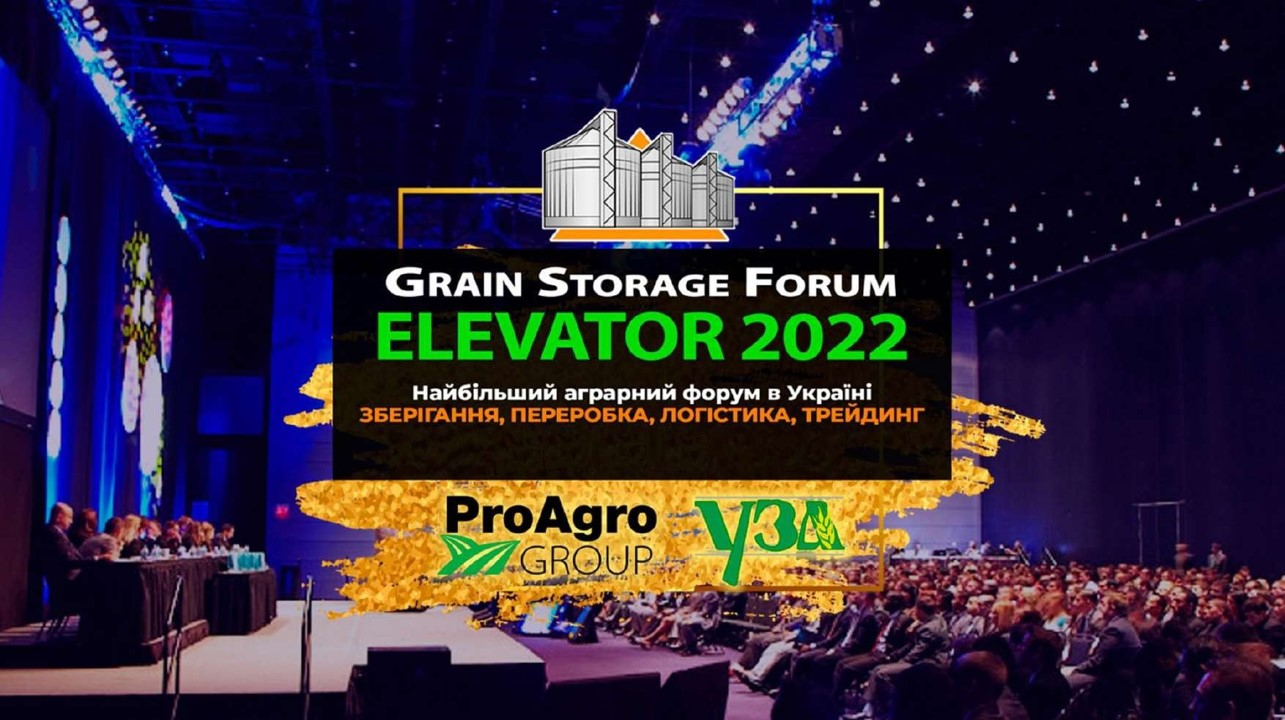 GRAIN STORAGE FORUM
ELEVATOR 2022
Найбільший аграрний форум в Україні
ЗБЕРІГАННЯ, ПЕРЕРОБКА, ЛОГІСТИКА, ТРЕЙДИНГ
ProAgro
GROUP
УЗА